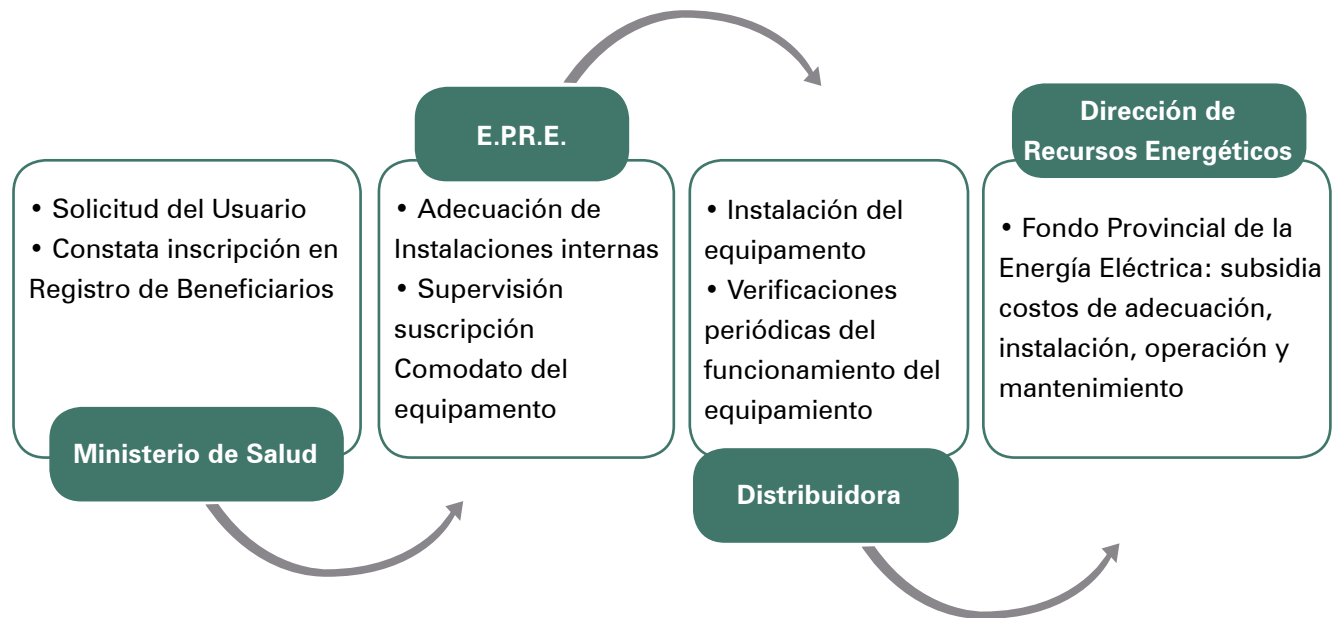 Ministerio de Salud
• Solicitud del Usuario
• Constata inscripción en
Registro de Beneficiarios
E.P.R.E.
• Adecuación de
Instalaciones internas
• Supervisión
suscripción
Comodato del
equipamento
Distribuidora
• Instalación del
equipamento
• Verificaciones
periódicas del
funcionamiento del
equipamiento
Dirección de
Recursos Energéticos
• Fondo Provincial de la
Energía Eléctrica: subsidia
costos de adecuación,
instalación, operación y
mantenimiento